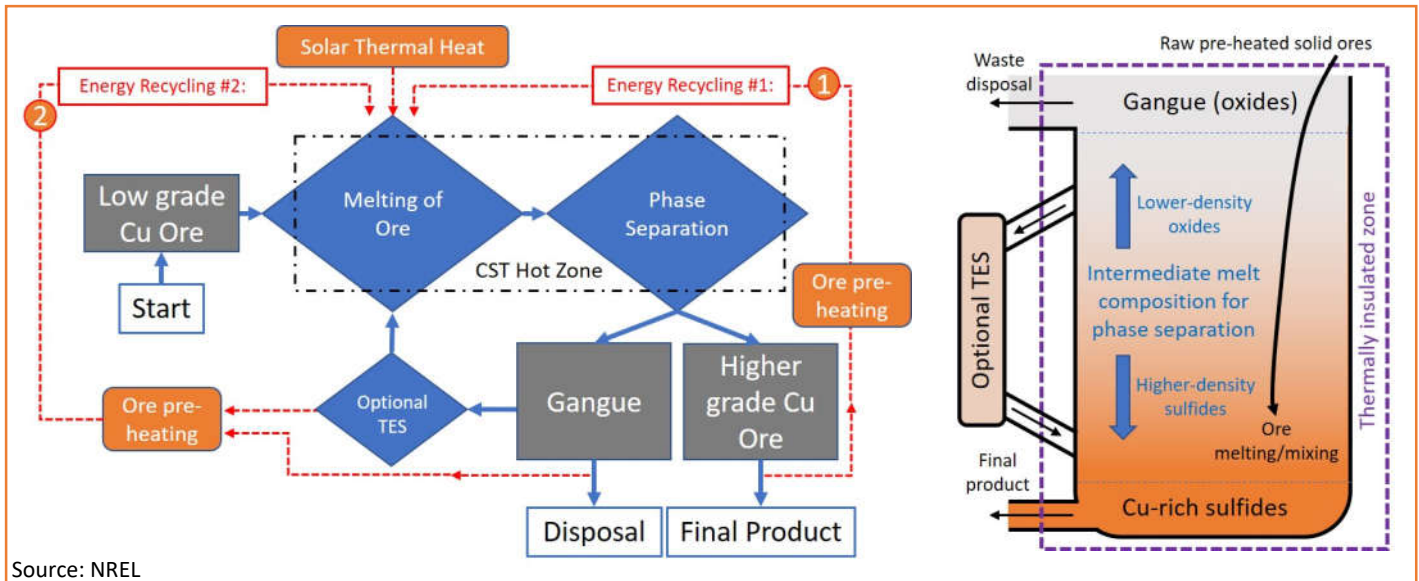 Solar Thermal Heat
Energy Recycling #2:
Energy Recycling #1:
1
2
Low grade
Cu Ore
Melting of
Ore
Phase
Separation
CST Hot Zone
Start
Ore pre-
heating
Ore pre-
heating
Optional
TES
Gangue
Higher
grade Cu
Ore
Disposal
Final Product
Source: NREL
Raw pre-heated solid ores
Waste
disposal
Gangue (oxides)
Lower-density
oxides
Optional TES
Intermediate melt
composition for
phase separation
Thermally insulated zone
Higher-density
sulfides
Ore
melting/mixing
Final
product
Cu-rich sulfides